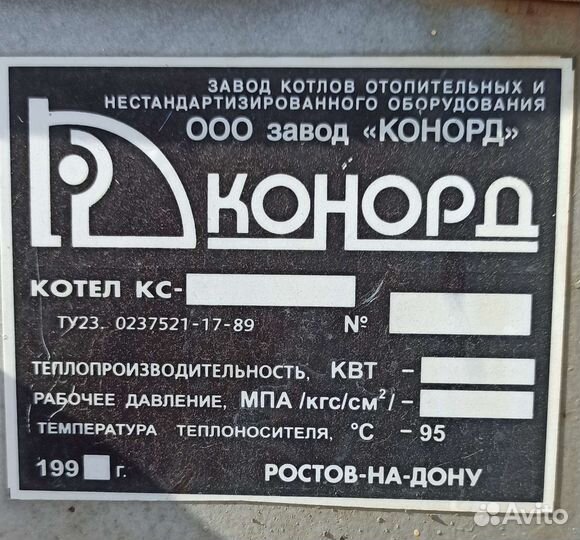 ЗАВОД КОТЛОВ ОТОПИТЕЛЬНЫХ И
НЕСТАНДАРТИЗИРОВАННОГО ОБОРУДОВАНИЯ
ООО завод «КОНОРД»
КОНОРД
КОТЕЛ КС-
ТУ23. 0237521-17-89 №
ТЕПЛОПРОИЗВОДИТЕЛЬНОСТЬ, КВТ -
РАБОЧЕЕ ДАВЛЕНИЕ, МПА /кгс/см²/ -
ТЕМПЕРАТУРА ТЕПЛОНОСИТЕЛЯ, °С - 95
199 г. РОСТОВ-НА-ДОНУ
Avito